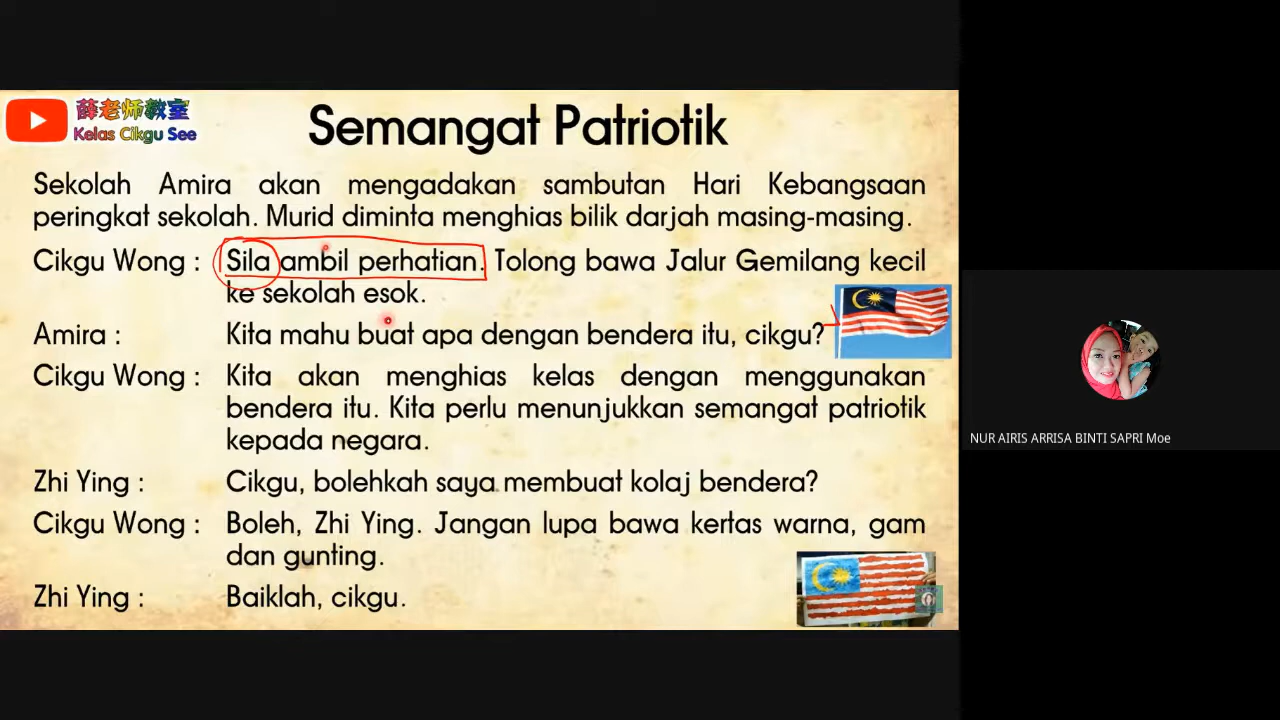 薛老师教室
Kelas Cikgu See
Semangat Patriotik
Sekolah Amira akan mengadakan sambutan Hari Kebangsaan
peringkat sekolah. Murid diminta menghias bilik darjah masing-masing.
Cikgu Wong : Sila ambil perhatian. Tolong bawa Jalur Gemilang kecil
ke sekolah esok.
Amira : Kita mahu buat apa dengan bendera itu, cikgu?
Cikgu Wong : Kita akan menghias kelas dengan menggunakan
bendera itu. Kita perlu menunjukkan semangat patriotik
kepada negara.
Zhi Ying : Cikgu, bolehkah saya membuat kolaj bendera?
Cikgu Wong : Boleh, Zhi Ying. Jangan lupa bawa kertas warna, gam
dan gunting.
Zhi Ying : Baiklah, cikgu.
NUR AIRIS ARRISA BINTI SAPRI Moe